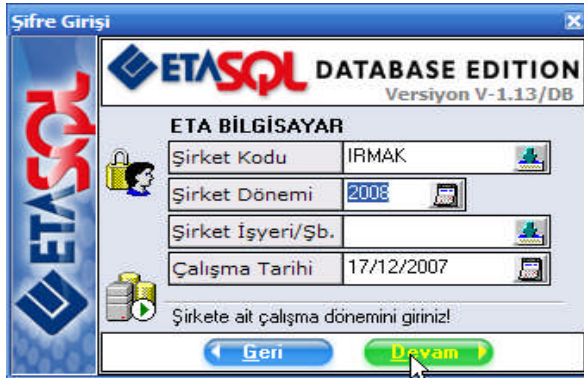 Şifre Girişi
ETASQL DATABASE EDITION
Versiyon V-1.13/DB
ETASQL
ETA BİLGİSAYAR
Şirket Kodu IRMAK
Şirket Dönemi 2008
Şirket İşyeri/Şb.
Çalışma Tarihi 17/12/2007
Şirkete ait çalışma dönemini giriniz!
Geri Devam